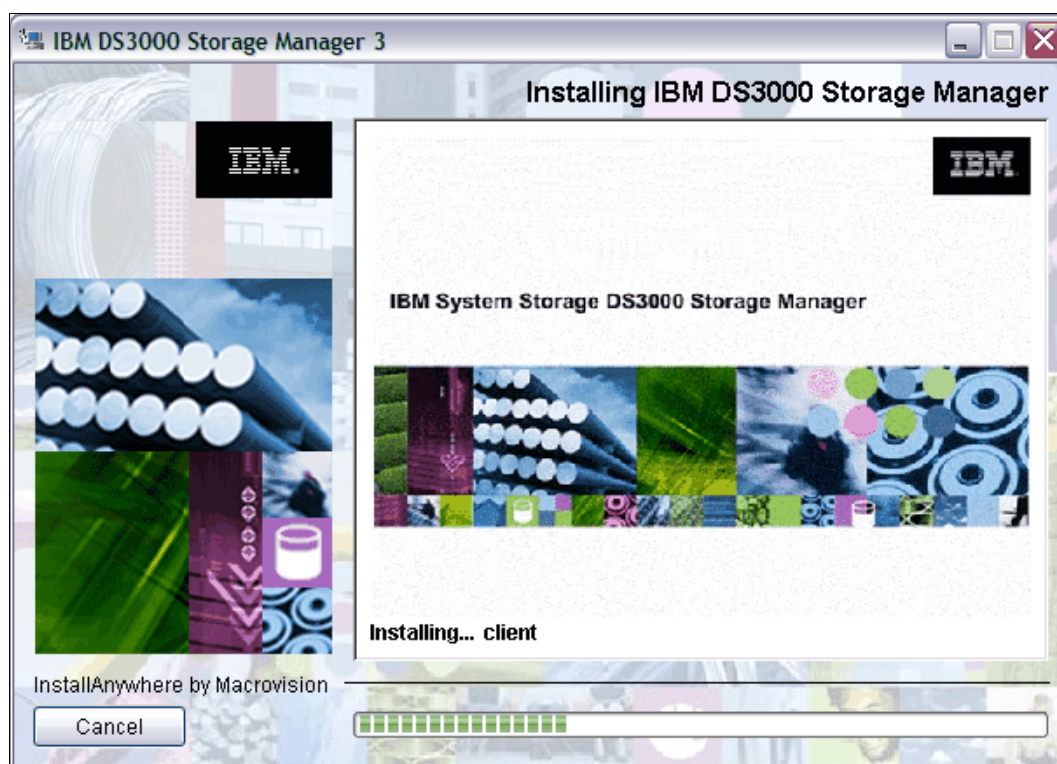 IBM DS3000 Storage Manager 3
Installing IBM DS3000 Storage Manager
IBM.
IBM
IBM System Storage DS3000 Storage Manager
Installing... client
InstallAnywhere by Macrovision
Cancel